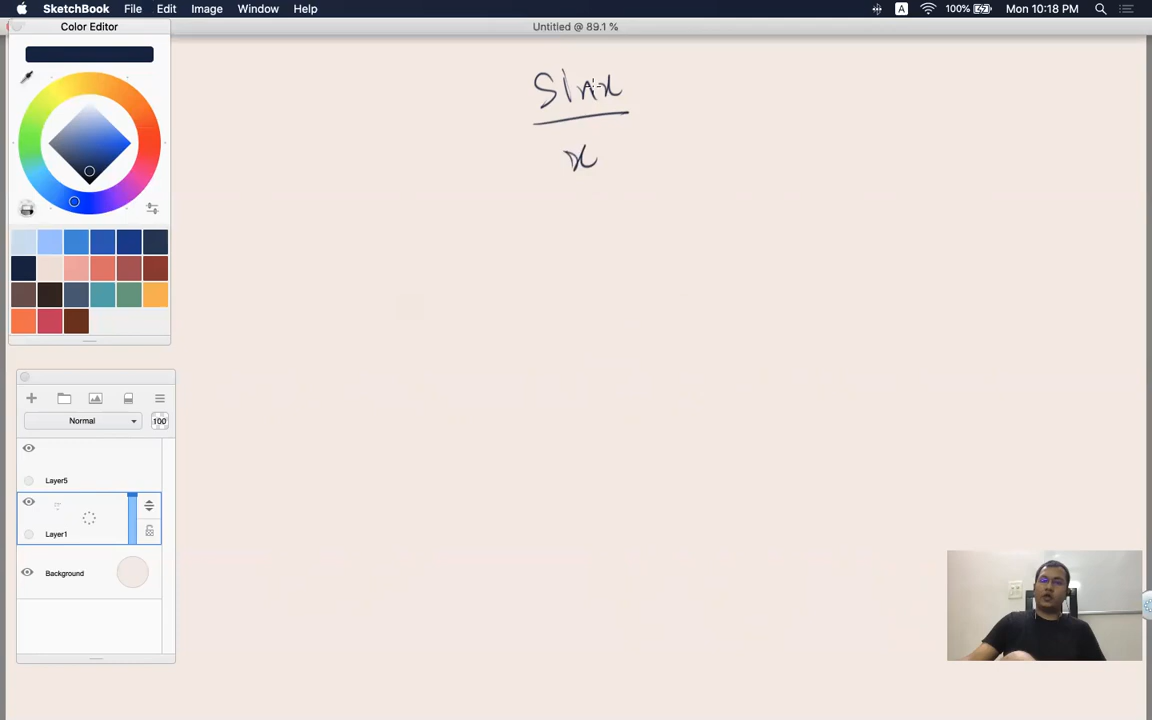 SketchBook File Edit Image Window Help A 100% Mon 10:18 PM
Color Editor
Untitled @ 89.1 %
sinx
x
Normal 100
Layer5
Layer1
Background